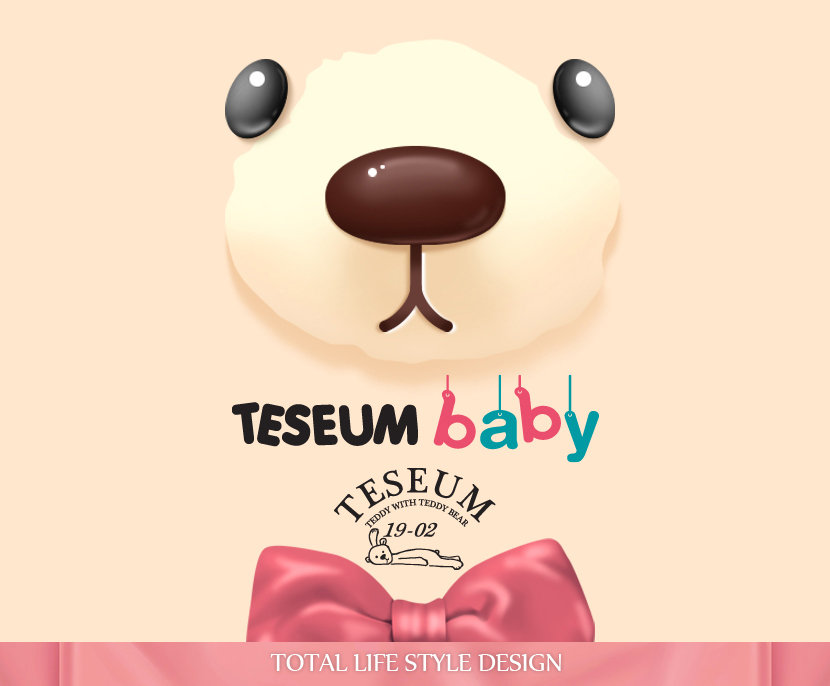 TESEUM baby
TESEUM
TEDDY WITH TEDDY BEAR
19-02
TOTAL LIFE STYLE DESIGN